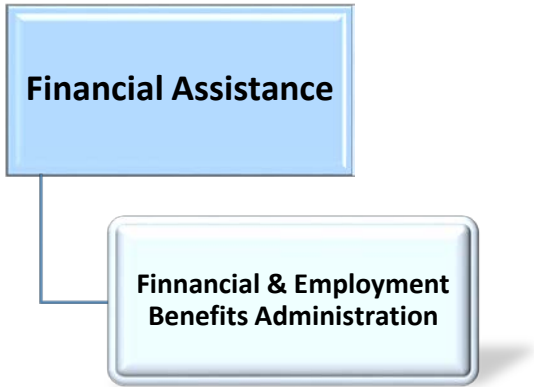 Financial Assistance
Finnancial & Employment
Benefits Administration